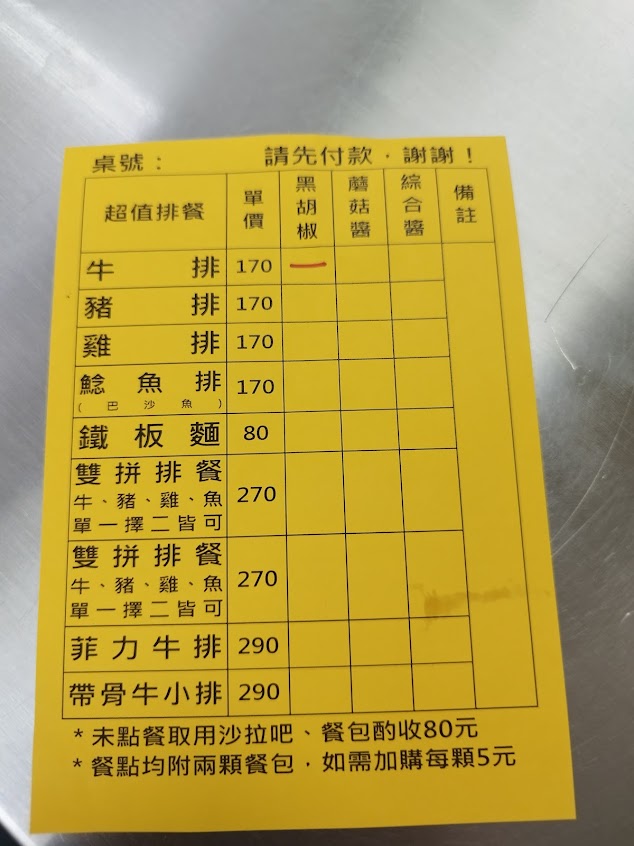 桌號： 請先付款，謝謝！
超值排餐 單價 黑胡椒 蘑菇醬 綜合醬 備註
牛排 170 一
豬排 170
雞排 170
鯰魚排 170
(巴沙魚)
鐵板麵 80
雙拼排餐
牛、豬、雞、魚 270
單一擇二皆可
雙拼排餐
牛、豬、雞、魚 270
單一擇二皆可
菲力牛排 290
帶骨牛小排 290
*未點餐取用沙拉吧、餐包酌收80元
*餐點均附兩顆餐包，如需加購每顆5元